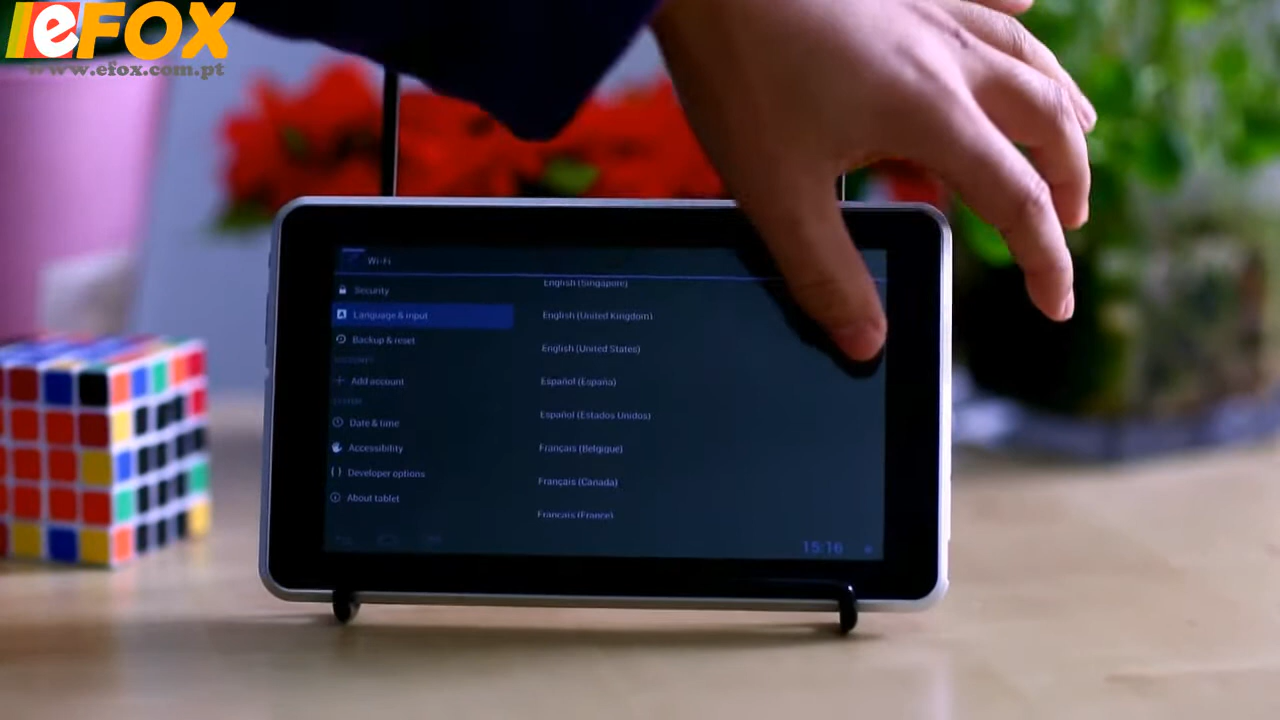 eFOX
www.efox.com.pt
Wi-Fi
Security
Language & input
Backup & reset
Add account
Date & time
Accessibility
Developer options
About tablet
English (Singapore)
English (United Kingdom)
English (United States)
Español (España)
Español (Estados Unidos)
Français (Belgique)
Français (Canada)
Français (France)
15:16